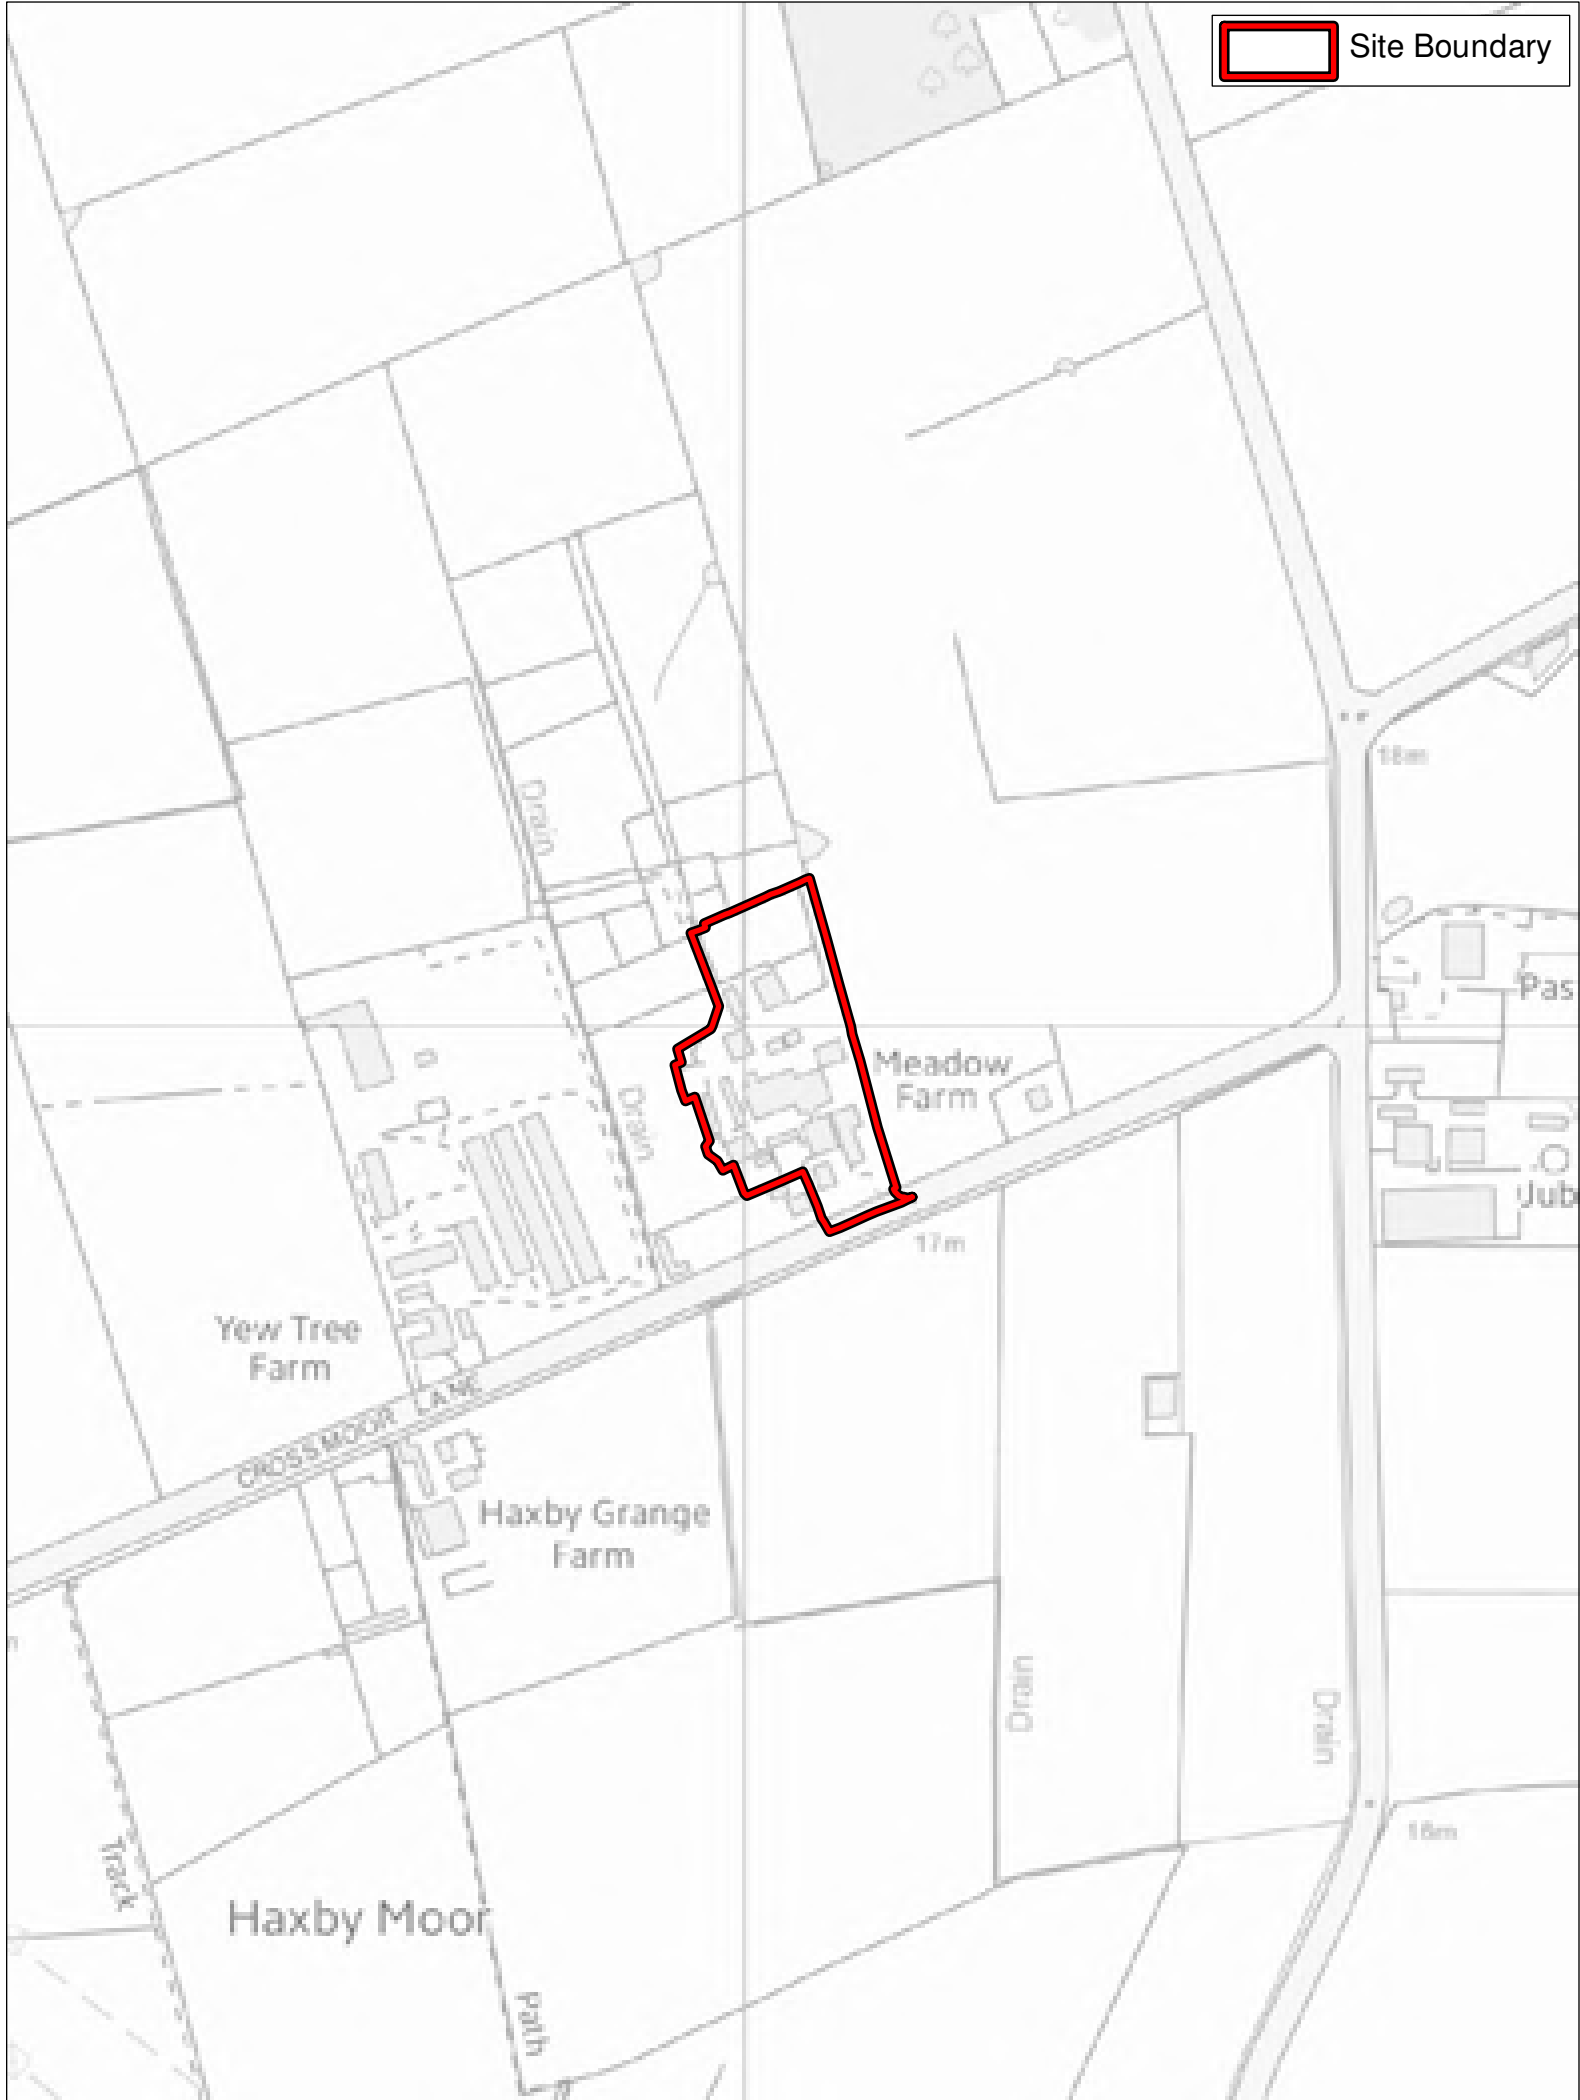 Site Boundary
18m
Drain
Pas
Meadow
Farm
Drain
Jub
17m
Yew Tree
Farm
CROSSMOOR LANE
Haxby Grange
Farm
Drain
Drain
16m
Track
Haxby Moor
Path